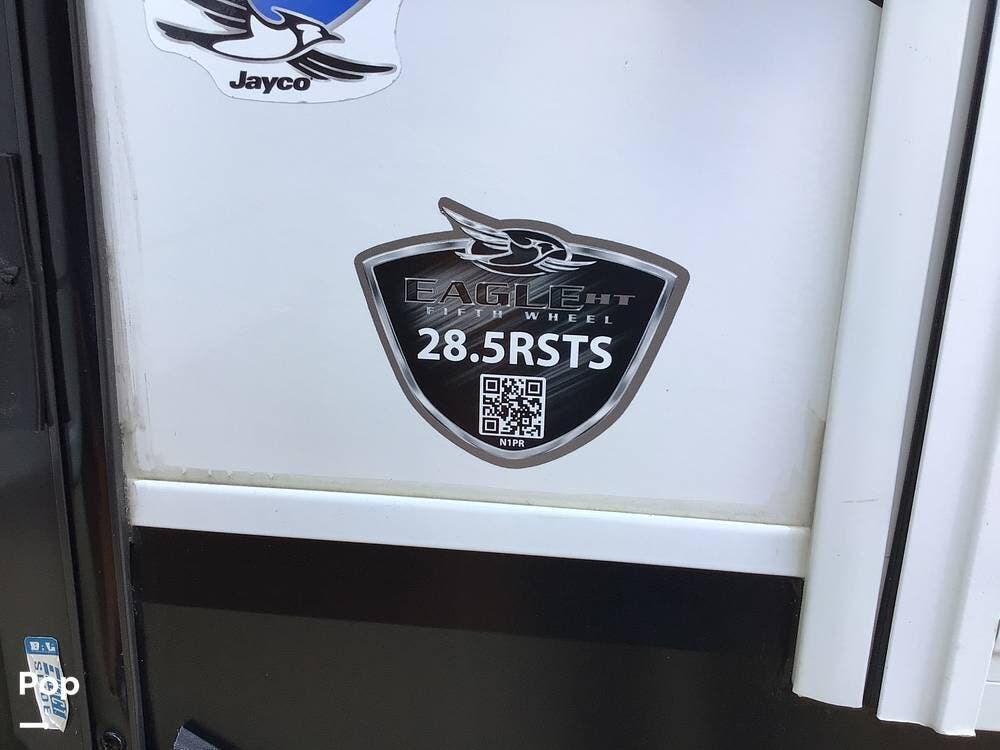 Jayco
EAGLE HT
FIFTH WHEEL
28.5RSTS
N1PR
Pop